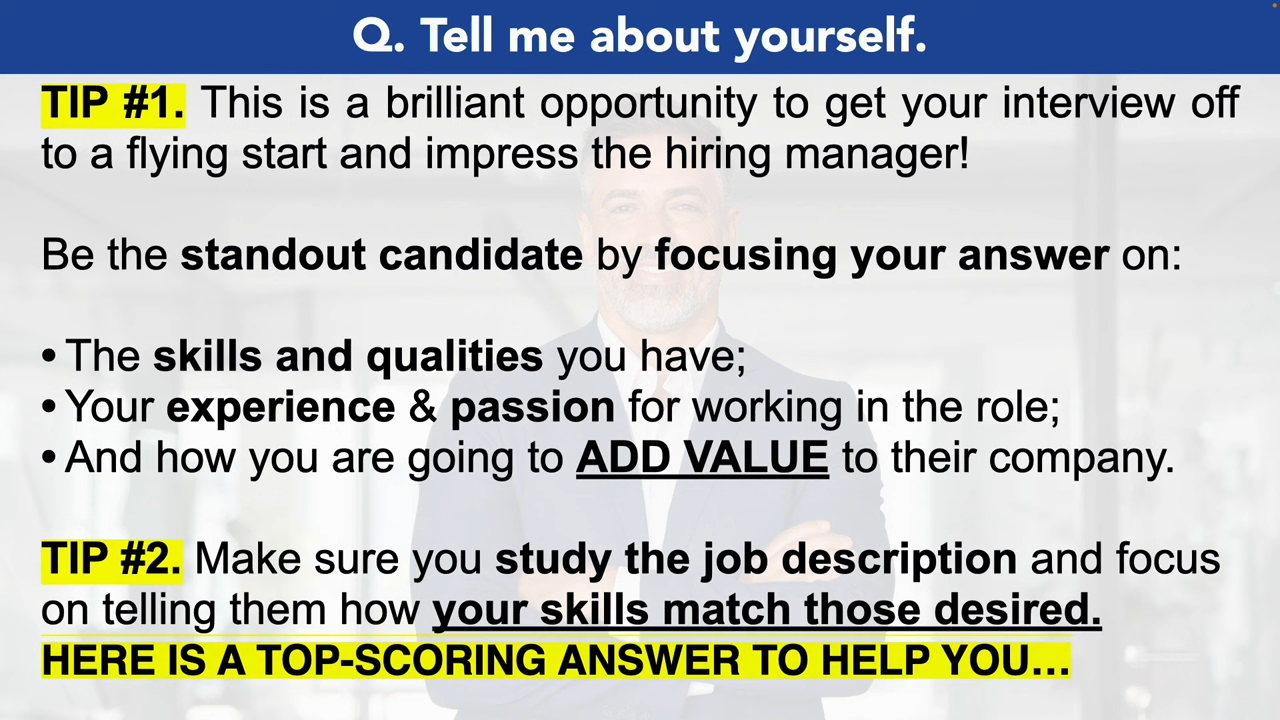 Q. Tell me about yourself.
TIP #1. This is a brilliant opportunity to get your interview off
to a flying start and impress the hiring manager!
Be the standout candidate by focusing your answer on:
• The skills and qualities you have;
• Your experience & passion for working in the role;
• And how you are going to ADD VALUE to their company.
TIP #2. Make sure you study the job description and focus
on telling them how your skills match those desired.
HERE IS A TOP-SCORING ANSWER TO HELP YOU...